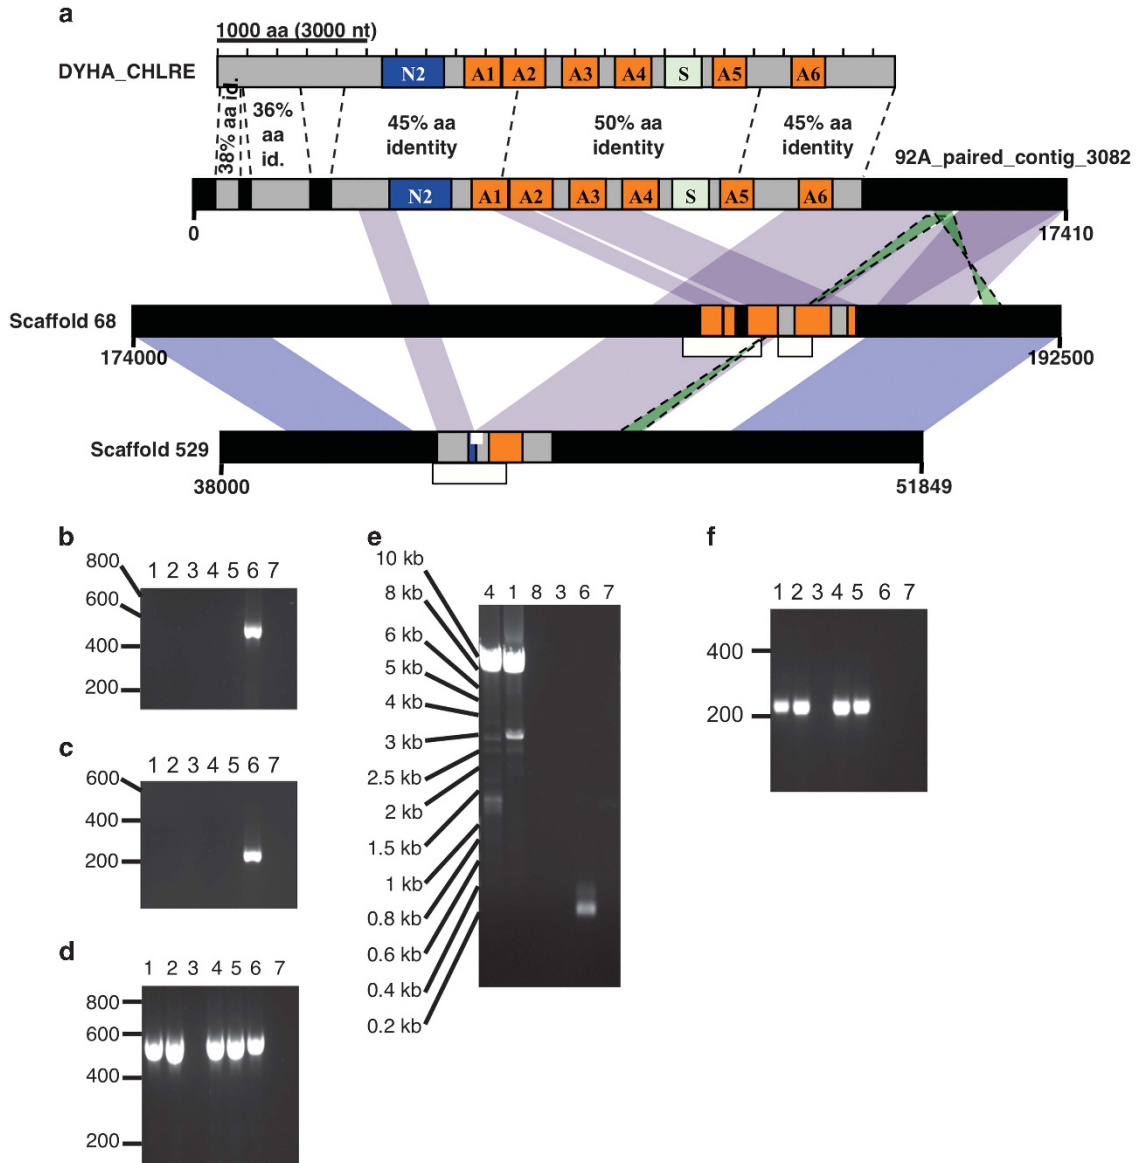 a
1000 aa (3000 nt)
DYHA_CHLRE
N2 A1 A2 A3 A4 S A5 A6
38% aa id.
36%
aa
id.
45% aa
identity
50% aa
identity
45% aa
identity
92A_paired_contig_3082
N2 A1 A2 A3 A4 S A5 A6
0
17410
Scaffold 68
174000
192500
Scaffold 529
38000
51849
b
1 2 3 4 5 6 7
800
600
400
200
c
1 2 3 4 5 6 7
600
400
200
d
1 2 3 4 5 6 7
800
600
400
200
e
4 1 8 3 6 7
10 kb
8 kb
6 kb
5 kb
4 kb
3 kb
2.5 kb
2 kb
1.5 kb
1 kb
0.8 kb
0.6 kb
0.4 kb
0.2 kb
f
1 2 3 4 5 6 7
400
200